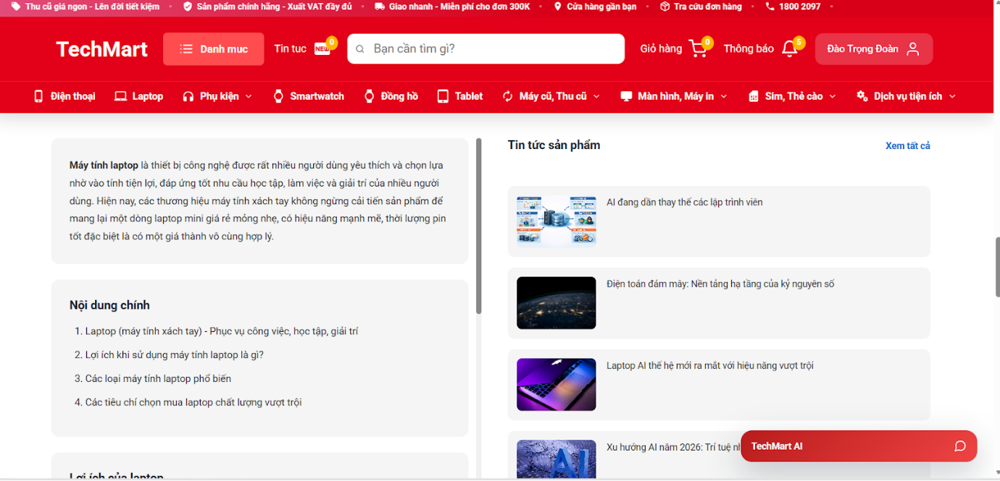 Thu cũ giá ngon - Lên đời tiết kiệm • Sản phẩm chính hãng - Xuất VAT đầy đủ • Giao nhanh - Miễn phí cho đơn 300K • Cửa hàng gần bạn • Tra cứu đơn hàng • 1800 2097 •
TechMart Danh mục Tin tức NEW 0 Bạn cần tìm gì? Giỏ hàng 0 Thông báo 5 Đào Trọng Đoàn
Điện thoại Laptop Phụ kiện Smartwatch Đồng hồ Tablet Máy cũ, Thu cũ Màn hình, Máy in Sim, Thẻ cào Dịch vụ tiện ích
Máy tính laptop là thiết bị công nghệ được rất nhiều người dùng yêu thích và chọn lựa
nhờ vào tính tiện lợi, đáp ứng tốt nhu cầu học tập, làm việc và giải trí của nhiều người
dùng. Hiện nay, các thương hiệu máy tính xách tay không ngừng cải tiến sản phẩm để
mang lại một dòng laptop mini giá rẻ mỏng nhẹ, có hiệu năng mạnh mẽ, thời lượng pin
tốt đặc biệt là có một giá thành vô cùng hợp lý.
Nội dung chính
1. Laptop (máy tính xách tay) - Phục vụ công việc, học tập, giải trí
2. Lợi ích khi sử dụng máy tính laptop là gì?
3. Các loại máy tính laptop phổ biến
4. Các tiêu chí chọn mua laptop chất lượng vượt trội
Lợi ích của laptop
Tin tức sản phẩm Xem tất cả
AI đang dần thay thế các lập trình viên
Điện toán đám mây: Nền tảng hạ tầng của kỷ nguyên số
Laptop AI thế hệ mới ra mắt với hiệu năng vượt trội
Xu hướng AI năm 2026: Trí tuệ
AI
TechMart AI